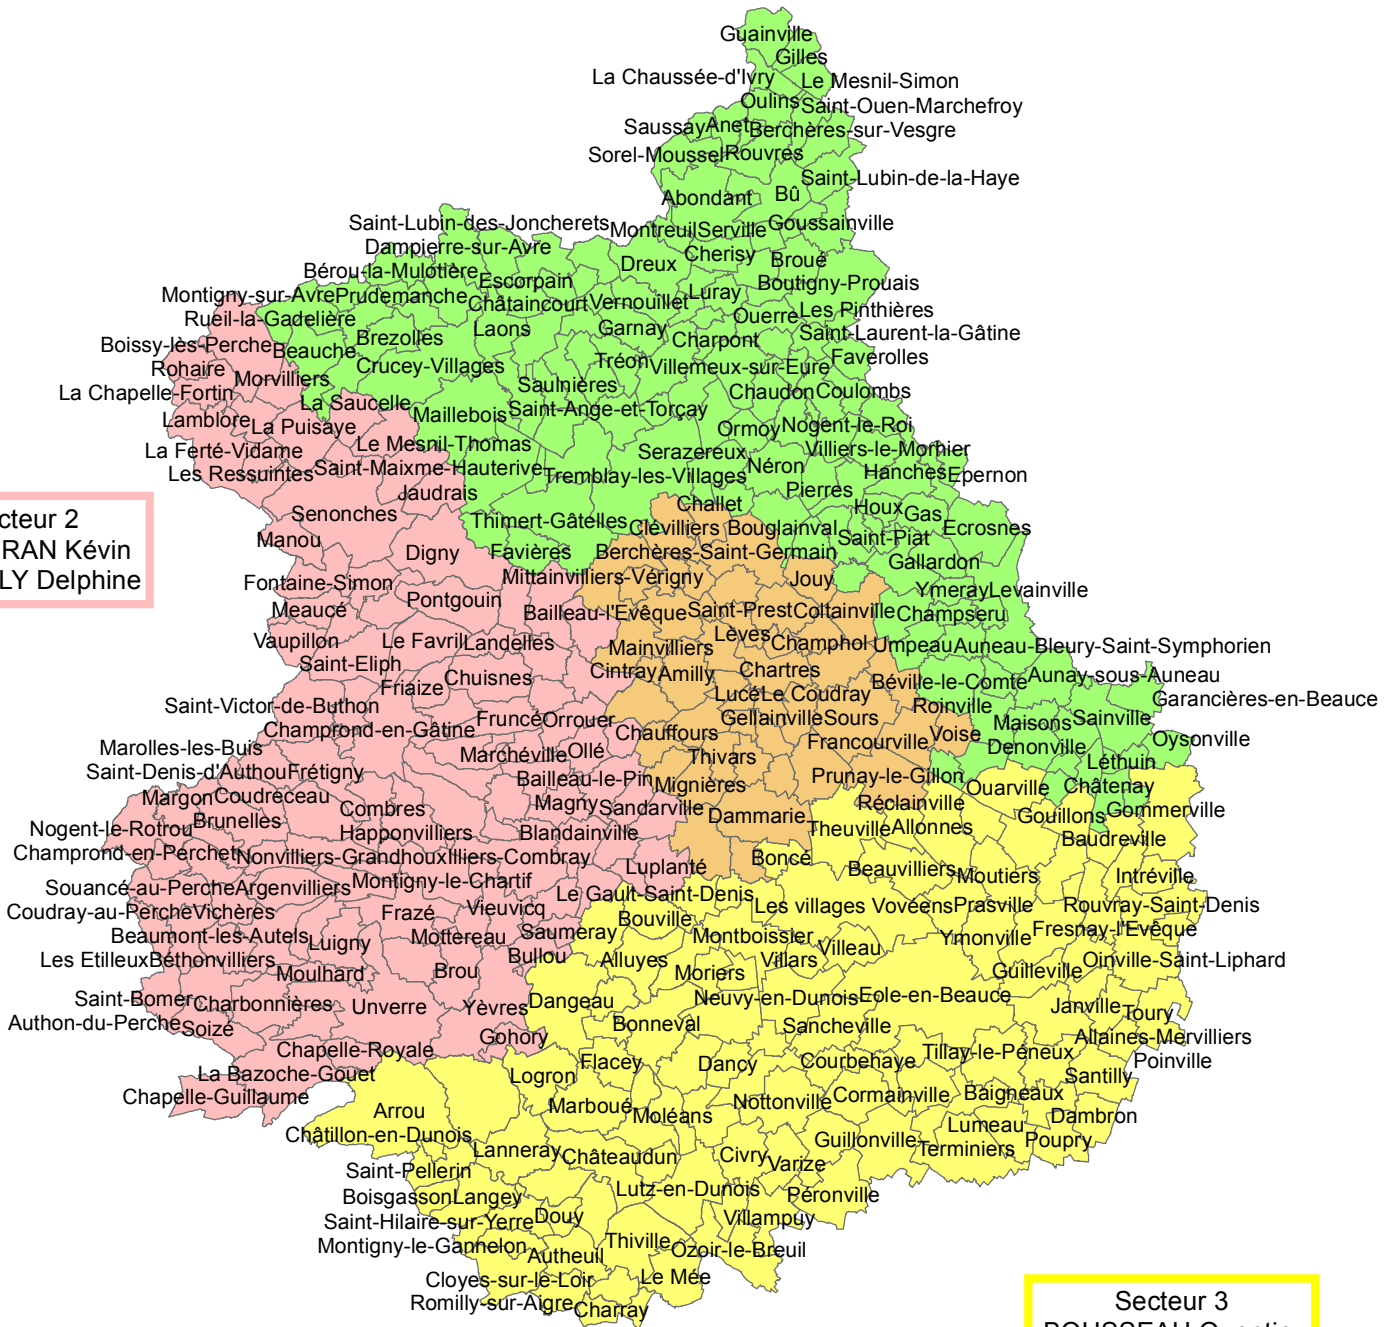 Guainville
Gilles
La Chaussée-d'Ivry
Le Mesnil-Simon
Oulins
Saint-Ouen-Marchefroy
Saussay
Anet
Berchères-sur-Vesgre
Sorel-Moussel
Rouvres
Saint-Lubin-de-la-Haye
Abondant
Bû
Saint-Lubin-des-Joncherets
Montreuil
Serville
Goussainville
Dampierre-sur-Avre
Dreux
Cherisy
Broué
Bérou-la-Mulotière
Escorpain
Boutigny-Prouais
Montigny-sur-Avre
Prudemanche
Châtaincourt
Vernouillet
Luray
Ouerre
Les Pinthières
Rueil-la-Gadelière
Laons
Garnay
Charpont
Saint-Laurent-la-Gâtine
Boissy-lès-Perche
Beauche
Brezolles
Faverolles
Rohaire
Morvilliers
Crucey-Villages
Tréon
Villemeux-sur-Eure
La Chapelle-Fortin
Saulnières
Chaudon
Coulombs
La Saucelle
Maillebois
Saint-Ange-et-Torçay
Lamblore
La Puisaye
Ormoy
Nogent-le-Roi
La Ferté-Vidame
Le Mesnil-Thomas
Serazereux
Villiers-le-Morhier
Les Ressuintes
Saint-Maixme-Hauterive
Tremblay-les-Villages
Néron
Hanches
Epernon
Jaudrais
Pierres
Senonches
Challet
Houx
Gas
Thimert-Gâtelles
Clévilliers
Bouglainval
Ecrosnes
Secteur 2
Manou
Digny
Favières
Berchères-Saint-Germain
Saint-Piat
RAN Kévin
LY Delphine
Gallardon
Fontaine-Simon
Mittainvilliers-Vérigny
Jouy
Ymeray
Levainville
Meaucé
Pontgouin
Bailleau-l'Evêque
Saint-Prest
Coltainville
Champseru
Vaupillon
Le Favril
Landelles
Mainvilliers
Lèves
Champhol
Umpeau
Auneau-Bleury-Saint-Symphorien
Saint-Eliph
Friaize
Chuisnes
Cintray
Amilly
Chartres
Béville-le-Comte
Aunay-sous-Auneau
Saint-Victor-de-Buthon
Lucé
Le Coudray
Roinville
Garancières-en-Beauce
Champrond-en-Gâtine
Fruncé
Orrouer
Chauffours
Gellainville
Sours
Voise
Maisons
Sainville
Marolles-les-Buis
Marchéville
Ollé
Thivars
Francourville
Denonville
Oysonville
Saint-Denis-d'Authou
Frétigny
Bailleau-le-Pin
Mignières
Prunay-le-Gillon
Léthuin
Margon
Coudreceau
Combres
Magny
Sandarville
Réclainville
Ouarville
Châtenay
Brunelles
Dammarie
Gouillons
Gommerville
Nogent-le-Rotrou
Happonvilliers
Blandainville
Theuville
Allonnes
Baudreville
Champrond-en-Perchet
Nonvilliers-Grandhoux
Illiers-Combray
Luplanté
Boncé
Beauvilliers
Moutiers
Intréville
Souancé-au-Perche
Argenvilliers
Montigny-le-Chartif
Le Gault-Saint-Denis
Les villages Vovéens
Prasville
Rouvray-Saint-Denis
Coudray-au-Perche
Vichères
Frazé
Vieuvicq
Bouville
Beaumont-les-Autels
Luigny
Mottereau
Saumeray
Montboissier
Villeau
Ymonville
Fresnay-l'Evêque
Les Etilleux
Béthonvilliers
Moulhard
Brou
Bullou
Alluyes
Moriers
Villars
Guilleville
Oinville-Saint-Liphard
Saint-Bomer
Charbonnières
Unverre
Yèvres
Dangeau
Neuvy-en-Dunois
Eole-en-Beauce
Janville
Toury
Authon-du-Perche
Soizé
Gohory
Bonneval
Sancheville
Allaines-Mervilliers
Chapelle-Royale
Flacey
Dancy
Courbehaye
Tillay-le-Péneux
Poinville
La Bazoche-Gouet
Logron
Santilly
Chapelle-Guillaume
Arrou
Marboué
Moléans
Nottonville
Cormainville
Baigneaux
Dambron
Châtillon-en-Dunois
Lanneray
Châteaudun
Civry
Varize
Guillonville
Lumeau
Terminiers
Poupry
Saint-Pellerin
Boisgasson
Langey
Lutz-en-Dunois
Péronville
Saint-Hilaire-sur-Yerre
Douy
Villampuy
Montigny-le-Gannelon
Autheuil
Thiville
Ozoir-le-Breuil
Cloyes-sur-le-Loir
Le Mée
Romilly-sur-Aigre
Charray
Secteur 3